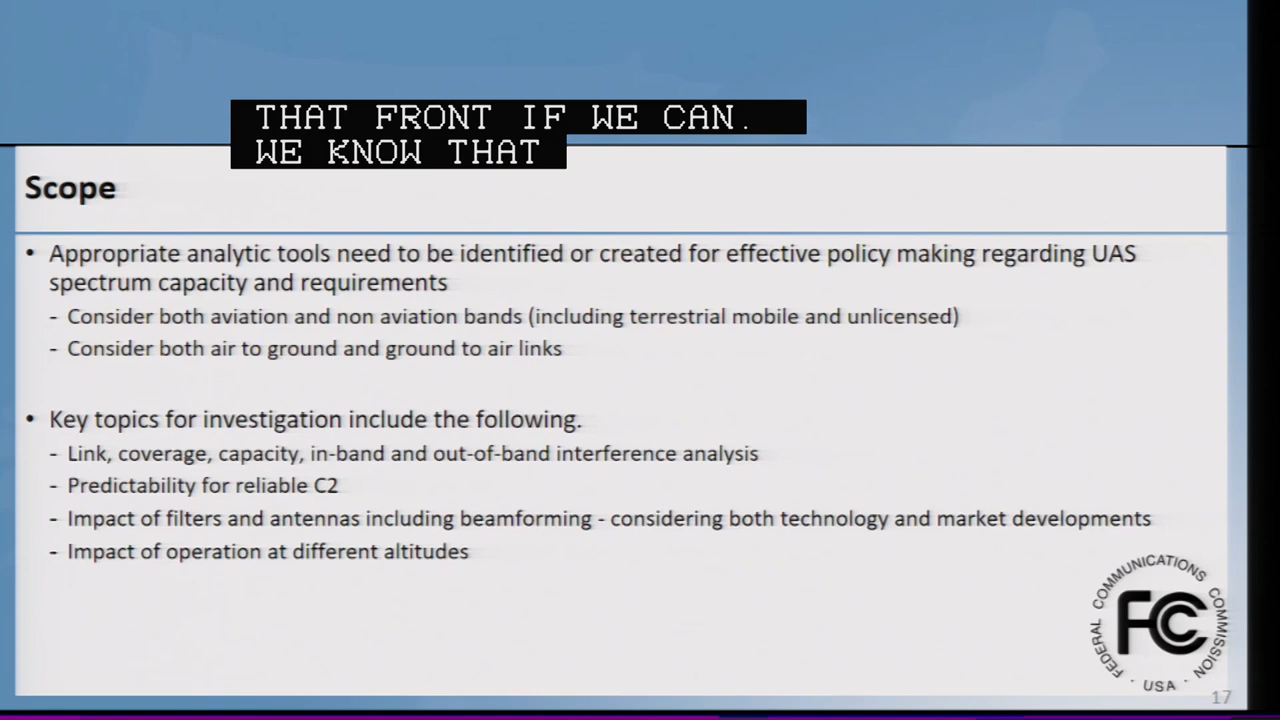 THAT FRONT IF WE CAN.
WE KNOW THAT
Scope
• Appropriate analytic tools need to be identified or created for effective policy making regarding UAS
spectrum capacity and requirements
- Consider both aviation and non aviation bands (including terrestrial mobile and unlicensed)
- Consider both air to ground and ground to air links
• Key topics for investigation include the following.
- Link, coverage, capacity, in-band and out-of-band interference analysis
- Predictability for reliable C2
- Impact of filters and antennas including beamforming - considering both technology and market developments
- Impact of operation at different altitudes
FEDERAL COMMUNICATIONS COMMISSION
FCC
· USA ·
17